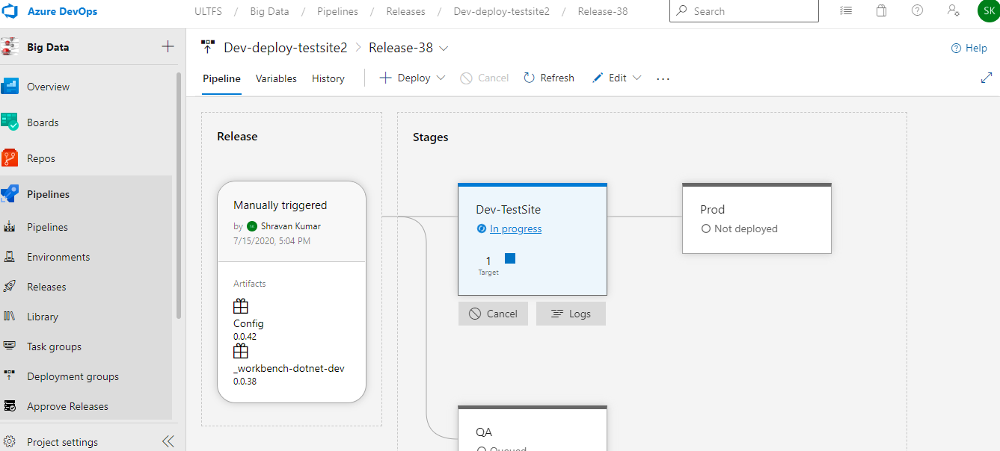 Azure DevOps
ULTFS / Big Data / Pipelines / Releases / Dev-deploy-testsite2 / Release-38
Search
SK
Big Data
Dev-deploy-testsite2 > Release-38
Help
Pipeline Variables History
Deploy Cancel Refresh Edit ...
Overview
Boards
Repos
Pipelines
Pipelines
Environments
Releases
Library
Task groups
Deployment groups
Approve Releases
Project settings
Release
Manually triggered
by SK Shravan Kumar
7/15/2020, 5:04 PM
Artifacts
Config
0.0.42
_workbench-dotnet-dev
0.0.38
Stages
Dev-TestSite
In progress
1
Target
Cancel Logs
Prod
Not deployed
QA
Queued